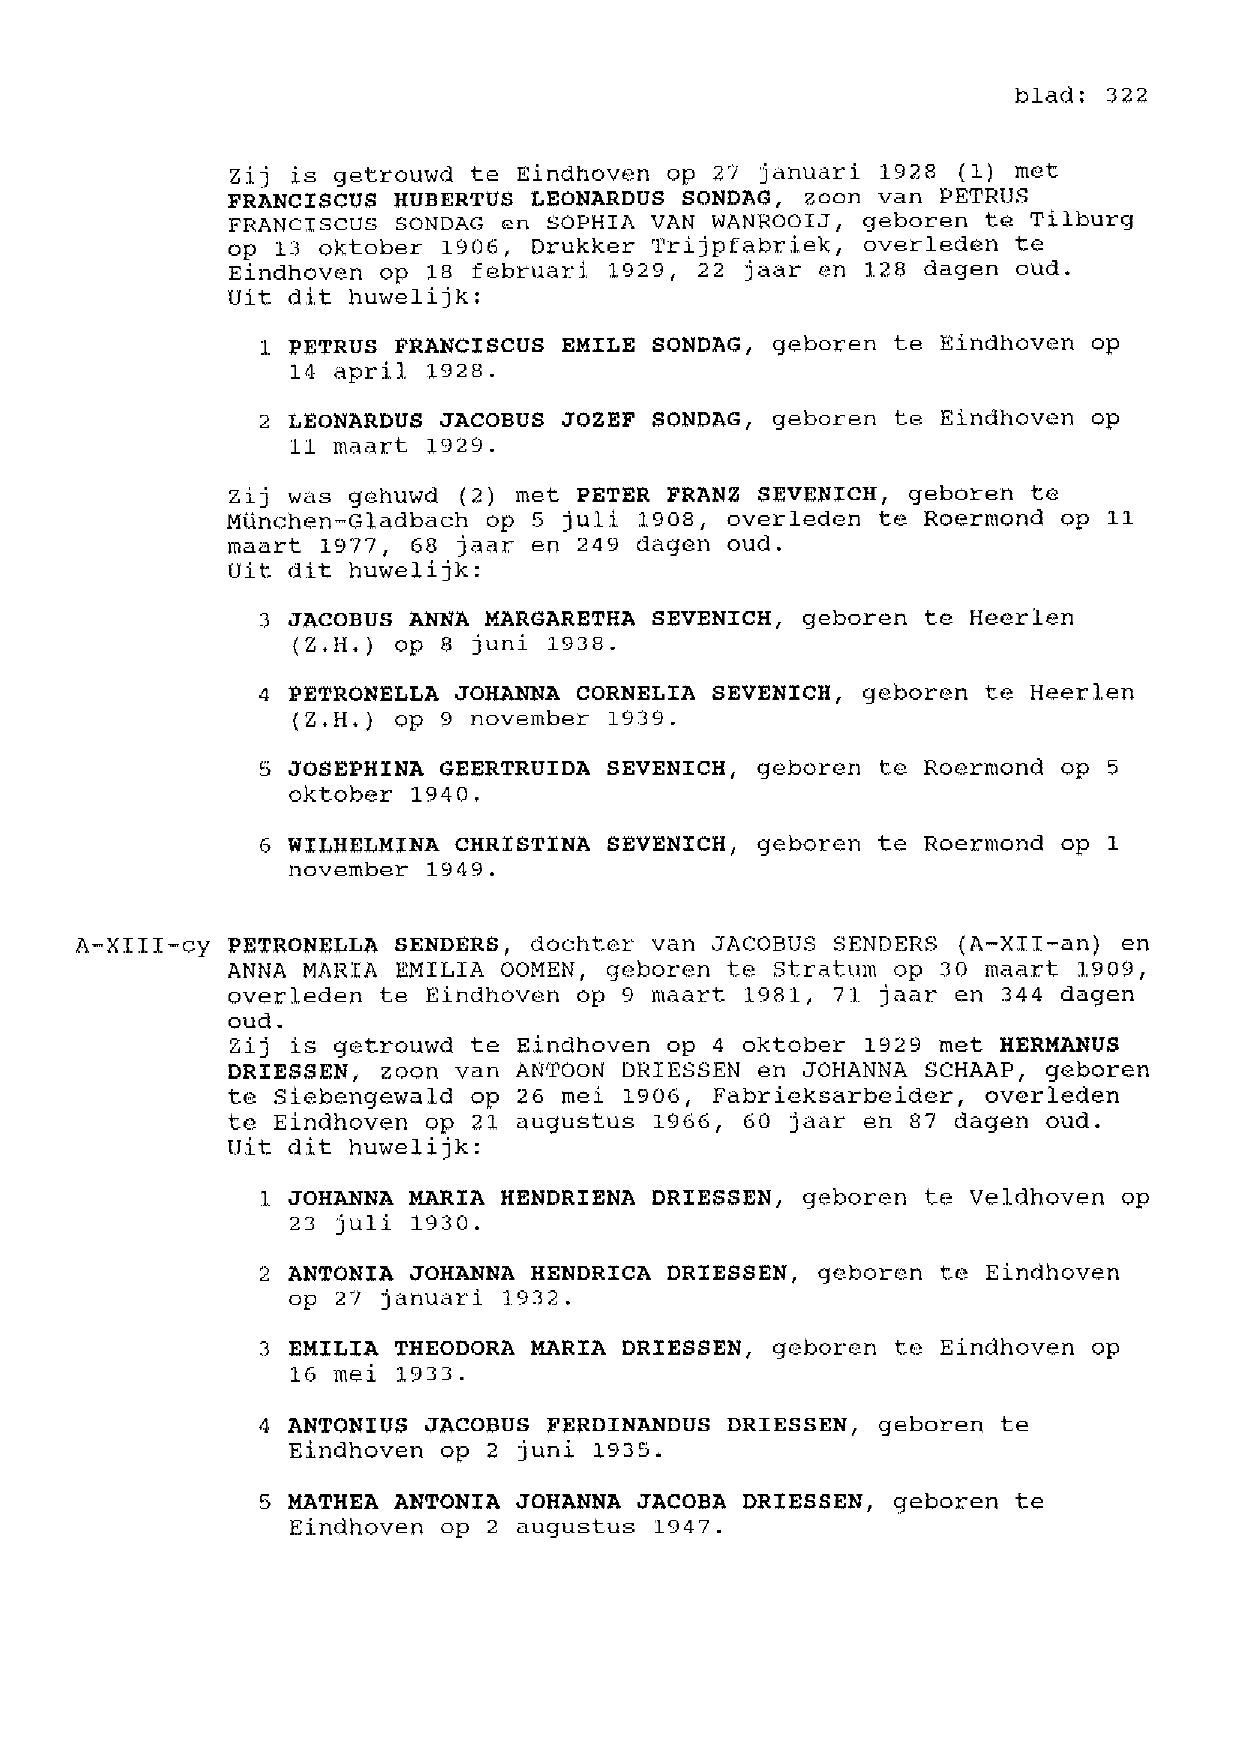 blad: 322
Zij is getrouwd te Eindhoven op 27 januari 1928 (1) met
FRANCISCUS HUBERTUS LEONARDUS SONDAG, zoon van PETRUS
FRANCISCUS SONDAG en SOPHIA VAN WANROOIJ, geboren te Tilburg
op 13 oktober 1906, Drukker Trijpfabriek, overleden te
Eindhoven op 18 februari 1929, 22 jaar en 128 dagen oud.
Uit dit huwelijk:
1 PETRUS FRANCISCUS EMILE SONDAG, geboren te Eindhoven op
14 april 1928.
2 LEONARDUS JACOBUS JOZEF SONDAG, geboren te Eindhoven op
11 maart 1929.
Zij was gehuwd (2) met PETER FRANZ SEVENICH, geboren te
München-Gladbach op 5 juli 1908, overleden te Roermond op 11
maart 1977, 68 jaar en 249 dagen oud.
Uit dit huwelijk:
3 JACOBUS ANNA MARGARETHA SEVENICH, geboren te Heerlen
(Z.H.) op 8 juni 1938.
4 PETRONELLA JOHANNA CORNELIA SEVENICH, geboren te Heerlen
(Z.H.) op 9 november 1939.
5 JOSEPHINA GEERTRUIDA SEVENICH, geboren te Roermond op 5
oktober 1940.
6 WILHELMINA CHRISTINA SEVENICH, geboren te Roermond op 1
november 1949.
A-XIII-cy PETRONELLA SENDERS, dochter van JACOBUS SENDERS (A-XII-an) en
ANNA MARIA EMILIA OOMEN, geboren te Stratum op 30 maart 1909,
overleden te Eindhoven op 9 maart 1981, 71 jaar en 344 dagen
oud.
Zij is getrouwd te Eindhoven op 4 oktober 1929 met HERMANUS
DRIESSEN, zoon van ANTOON DRIESSEN en JOHANNA SCHAAP, geboren
te Siebengewald op 26 mei 1906, Fabrieksarbeider, overleden
te Eindhoven op 21 augustus 1966, 60 jaar en 87 dagen oud.
Uit dit huwelijk:
1 JOHANNA MARIA HENDRIENA DRIESSEN, geboren te Veldhoven op
23 juli 1930.
2 ANTONIA JOHANNA HENDRICA DRIESSEN, geboren te Eindhoven
op 27 januari 1932.
3 EMILIA THEODORA MARIA DRIESSEN, geboren te Eindhoven op
16 mei 1933.
4 ANTONIUS JACOBUS FERDINANDUS DRIESSEN, geboren te
Eindhoven op 2 juni 1935.
5 MATHEA ANTONIA JOHANNA JACOBA DRIESSEN, geboren te
Eindhoven op 2 augustus 1947.